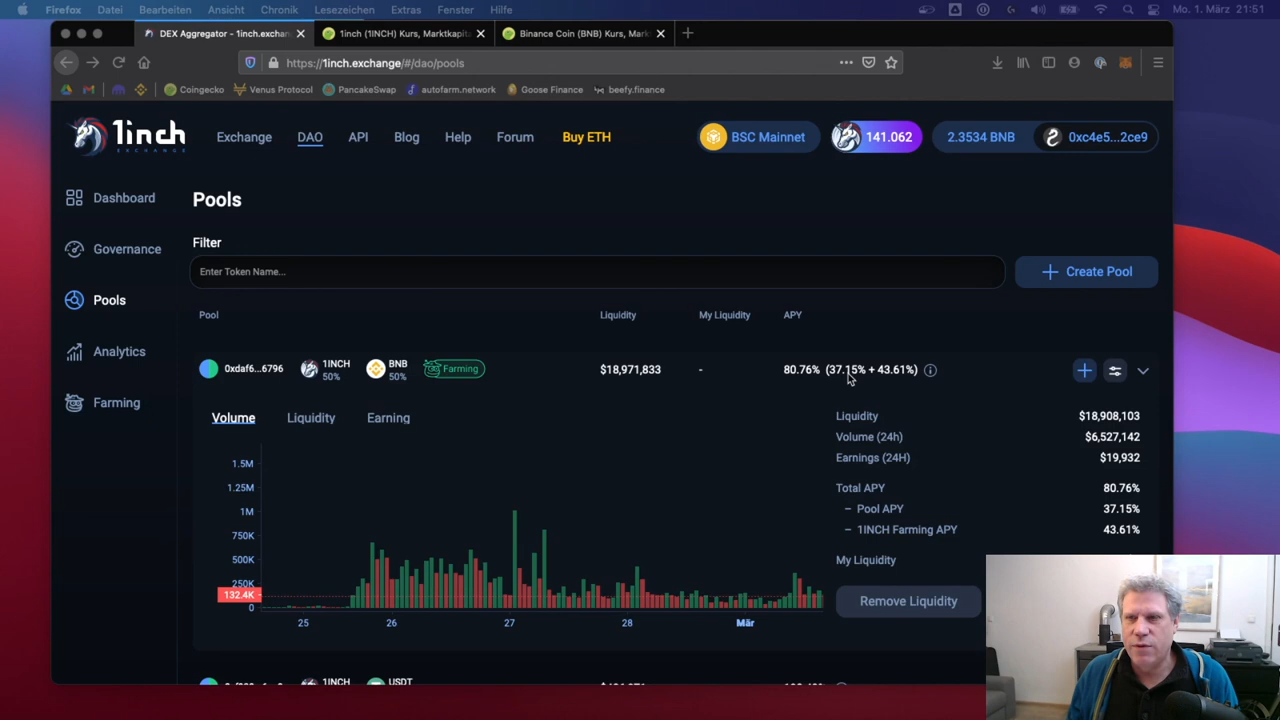 Firefox Datei Bearbeiten Ansicht Chronik Lesezeichen Extras Fenster Hilfe Mo. 1. März 21:51
DEX Aggregator - 1inch.exchan 1inch (1INCH) Kurs, Marktkapita Binance Coin (BNB) Kurs, Markt
https://1inch.exchange/#/dao/pools
Coingecko Venus Protocol PancakeSwap autofarm.network Goose Finance beefy.finance
1inch EXCHANGE Exchange DAO API Blog Help Forum Buy ETH BSC Mainnet 141.062 2.3534 BNB 0xc4e5...2ce9
Dashboard
Governance
Pools
Analytics
Farming
Pools
Filter
Enter Token Name...
Create Pool
Pool Liquidity My Liquidity APY
0xdaf6...6796 1INCH 50% BNB 50% Farming $18,971,833 - 80.76% (37.15% + 43.61%)
Volume Liquidity Earning
1.5M
1.25M
1M
750K
500K
250K
132.4K
0
25 26 27 28 Mär
Liquidity $18,908,103
Volume (24h) $6,527,142
Earnings (24H) $19,932
Total APY 80.76%
– Pool APY 37.15%
– 1INCH Farming APY 43.61%
My Liquidity
Remove Liquidity
1INCH USDT